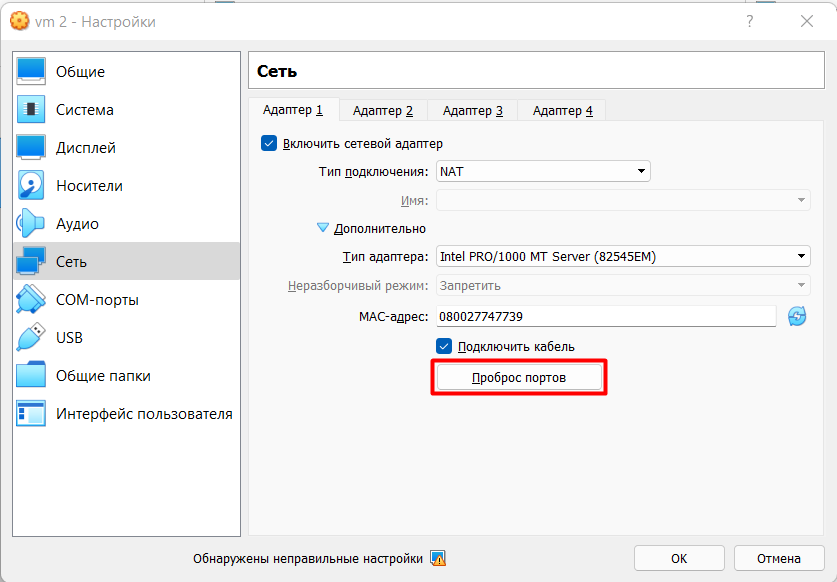 vm 2 - Настройки
?
Общие
Система
Дисплей
Носители
Аудио
Сеть
COM-порты
USB
Общие папки
Интерфейс пользователя
Сеть
Адаптер 1 Адаптер 2 Адаптер 3 Адаптер 4
Включить сетевой адаптер
Тип подключения: NAT
Имя:
Дополнительно
Тип адаптера: Intel PRO/1000 MT Server (82545EM)
Неразборчивый режим: Запретить
MAC-адрес: 080027747739
Подключить кабель
Проброс портов
Обнаружены неправильные настройки
OK Отмена